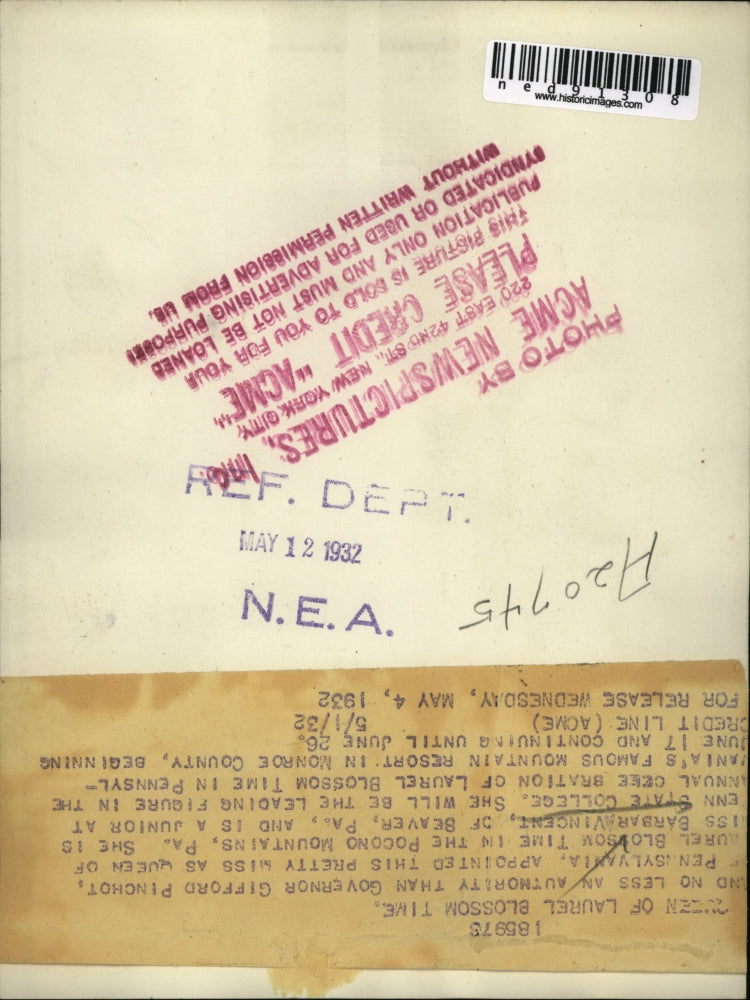 ned91308
www.historicimages.com
PHOTO BY
ACME NEWSPICTURES, INC.
220 EAST 42ND ST., NEW YORK CITY
PLEASE CREDIT "ACME"
THIS PICTURE IS SOLD TO YOU FOR YOUR
PUBLICATION ONLY AND MUST NOT BE LOANED
SYNDICATED OR USED FOR ADVERTISING PURPOSES
WITHOUT WRITTEN PERMISSION FROM US.
REF. DEPT.
MAY 12 1932
N.E.A.
A20745
185975
QUEEN OF LAUREL BLOSSOM TIME.
AND NO LESS AN AUTHORITY THAN GOVERNOR GIFFORD PINCHOT,
F PENNSYLVANIA, APPOINTED THIS PRETTY MISS AS QUEEN OF
AUREL BLOSSOM TIME IN THE POCONO MOUNTAINS, PA. SHE IS
ISS BARBARAVINCENT, OF BEAVER, PA., AND IS A JUNIOR AT
ENN STATE COLLEGE. SHE WILL BE THE LEADING FIGURE IN THE
ANNUAL CELE BRATION OF LAUREL BLOSSOM TIME IN PENNSYL-
VANIA'S FAMOUS MOUNTAIN RESORT IN MONROE COUNTY, BEGINNING
JUNE 17 AND CONTINUING UNTIL JUNE 26.
CREDIT LINE (ACME) 5/1/32
FOR RELEASE WEDNESDAY, MAY 4, 1932